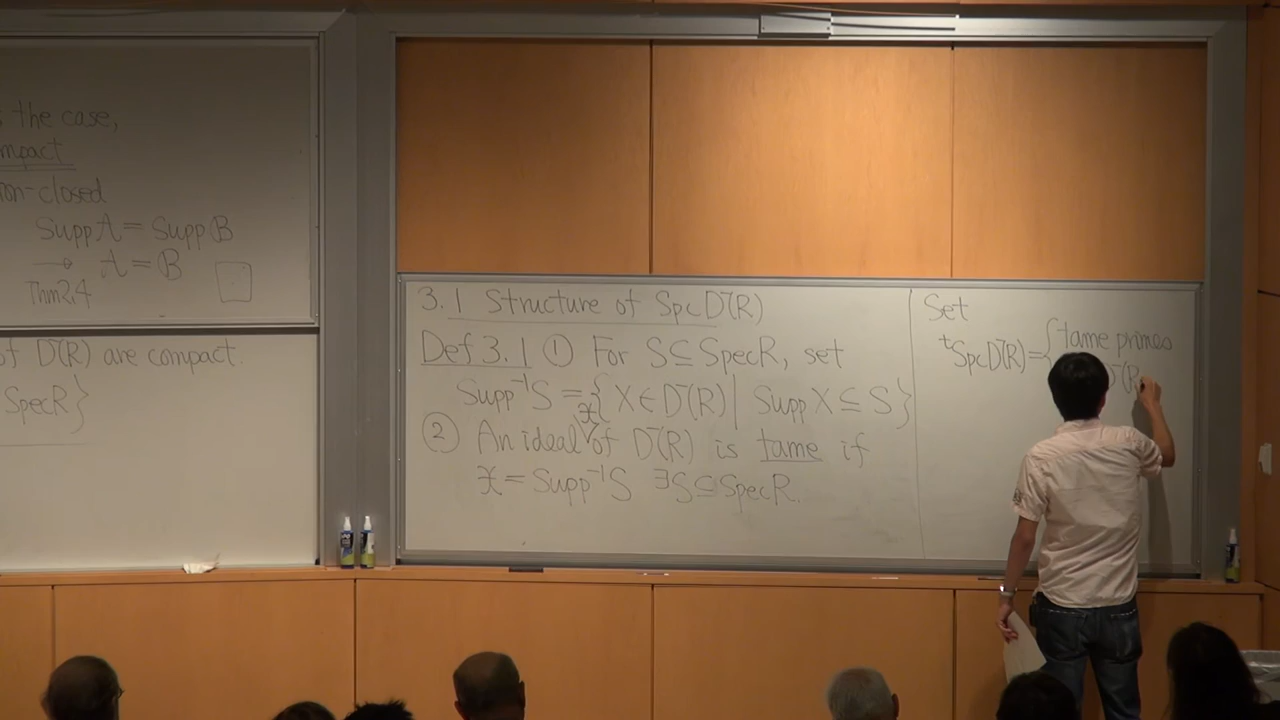 s the case,
mpact
non-closed
Supp A = Supp B
→ A = B □
Thm 2.4
of D⁻(R) are compact.
Spec R}
3.1 Structure of Spc D⁻(R)
Def 3.1 ① For S ⊆ Spec R, set
Supp⁻¹S = {X ∈ D⁻(R) | Supp X ⊆ S}
② An ideal 𝒳 of D⁻(R) is tame if
𝒳 = Supp⁻¹S ∃S ⊆ Spec R.
Set
ᵗSpc D⁻(R) = { tame primes
D⁻(R